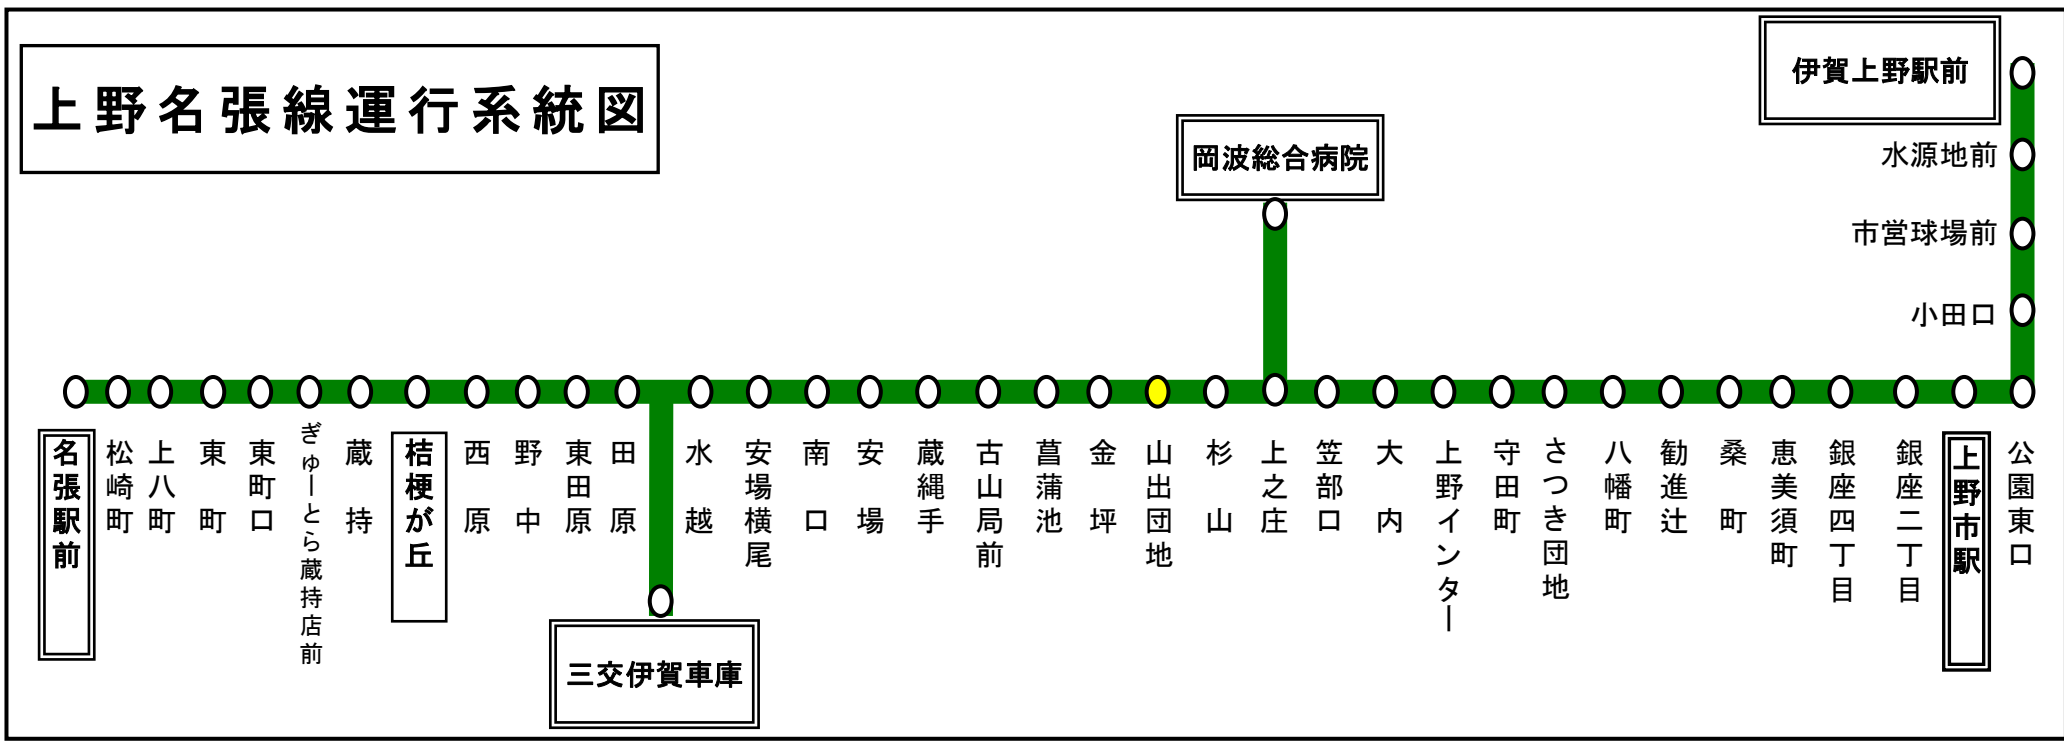 上野名張線運行系統図
伊賀上野駅前
岡波総合病院
水源地前
市営球場前
小田口
名張駅前
松崎町
上八町
東町
東町口
ぎゅーとら蔵持店前
蔵持
桔梗が丘
西原
野中
東田原
田原
水越
安場横尾
南口
安場
蔵縄手
古山局前
菖蒲池
金坪
山出団地
杉山
上之庄
笠部口
大内
上野インター
守田町
さつき団地
八幡町
勧進辻
桑町
恵美須町
銀座四丁目
銀座二丁目
上野市駅
公園東口
三交伊賀車庫